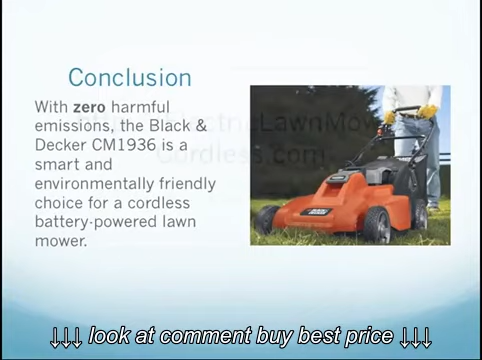 Conclusion
With zero harmful
emissions, the Black &
Decker CM1936 is a
smart and
environmentally friendly
choice for a cordless
battery-powered lawn
mower.
↓↓↓ look at comment buy best price ↓↓↓